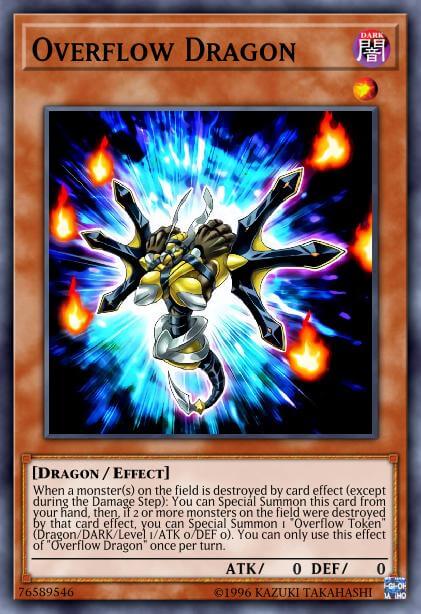 OVERFLOW DRAGON
DARK
闇
[DRAGON / EFFECT]
When a monster(s) on the field is destroyed by card effect (except
during the Damage Step): You can Special Summon this card from
your hand, then, if 2 or more monsters on the field were destroyed
by that card effect, you can Special Summon 1 "Overflow Token"
(Dragon/DARK/Level 1/ATK 0/DEF 0). You can only use this effect
of "Overflow Dragon" once per turn.
ATK/ 0 DEF/ 0
76589546
©1996 KAZUKI TAKAHASHI